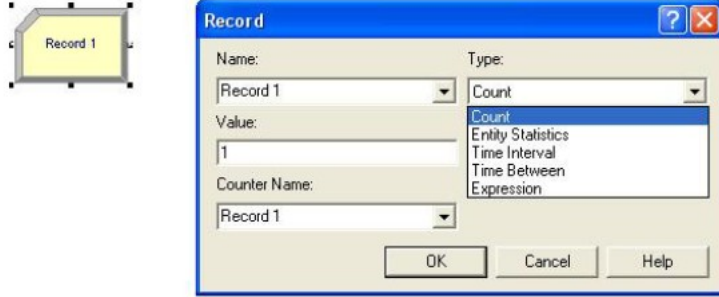 Record 1
Record
Name:
Type:
Record 1
Count
Value:
Count
Entity Statistics
Time Interval
Time Between
Expression
1
Counter Name:
Record 1
OK
Cancel
Help